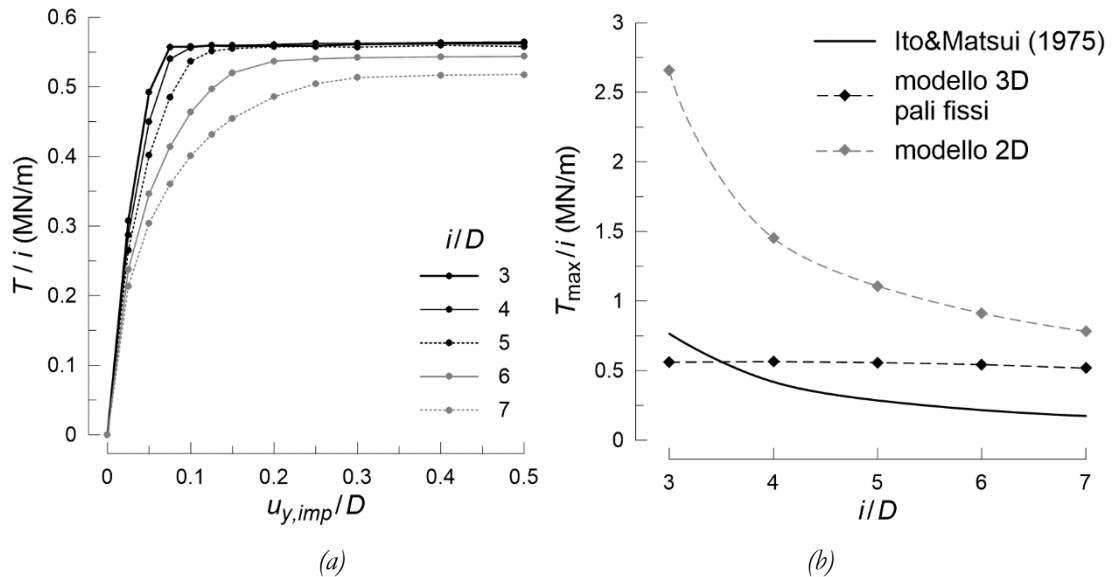 (a)
0.6
0.5
0.4
0.3
0.2
0.1
0
T / i (MN/m)
i/D
3
4
5
6
7
0 0.1 0.2 0.3 0.4 0.5
u_y,imp/D
(a)
(b)
3
2.5
2
1.5
1
0.5
0
T_max/i (MN/m)
Ito&Matsui (1975)
modello 3D
pali fissi
modello 2D
3 4 5 6 7
i/D
(b)